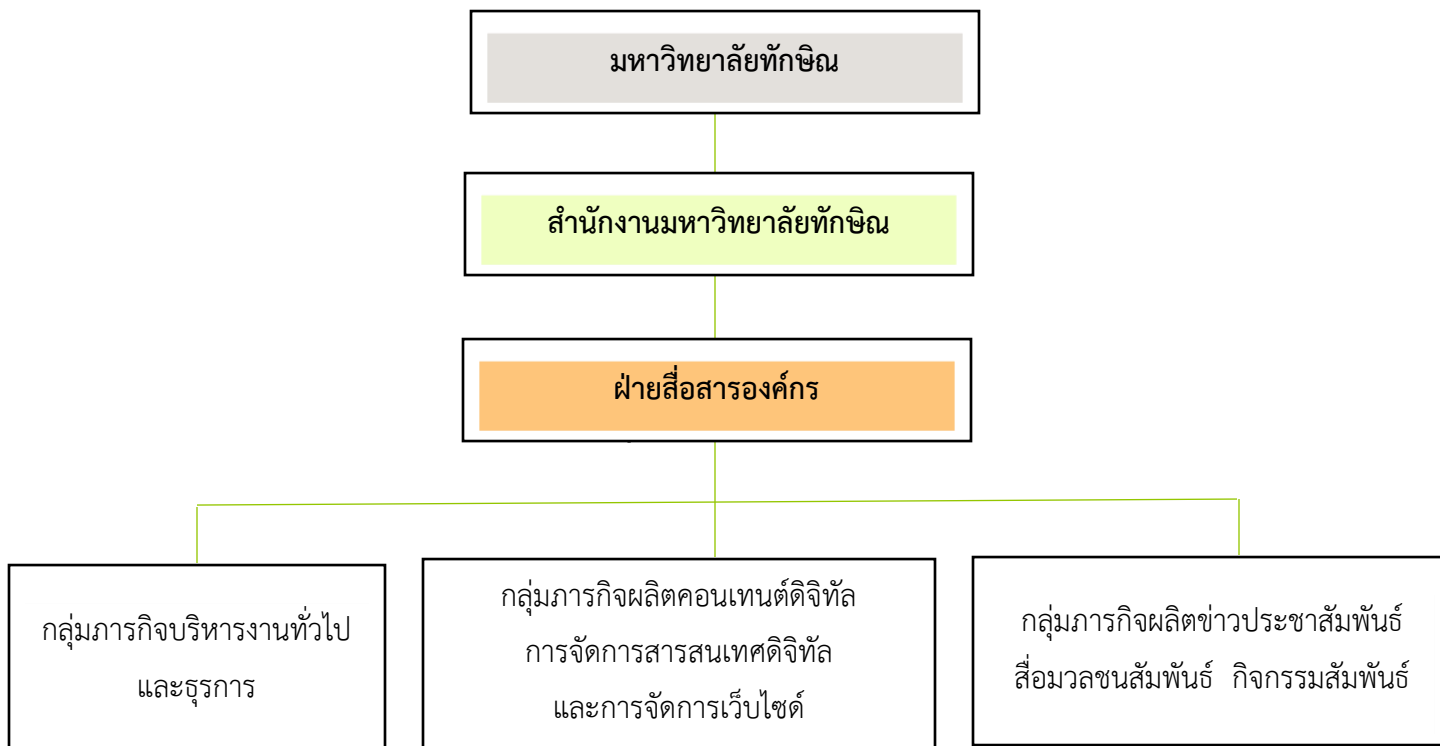 มหาวิทยาลัยทักษิณ
สำนักงานมหาวิทยาลัยทักษิณ
ฝ่ายสื่อสารองค์กร
กลุ่มภารกิจบริหารงานทั่วไป
และธุรการ
กลุ่มภารกิจผลิตคอนเทนต์ดิจิทัล
การจัดการสารสนเทศดิจิทัล
และการจัดการเว็บไซด์
กลุ่มภารกิจผลิตข่าวประชาสัมพันธ์
สื่อมวลชนสัมพันธ์ กิจกรรมสัมพันธ์